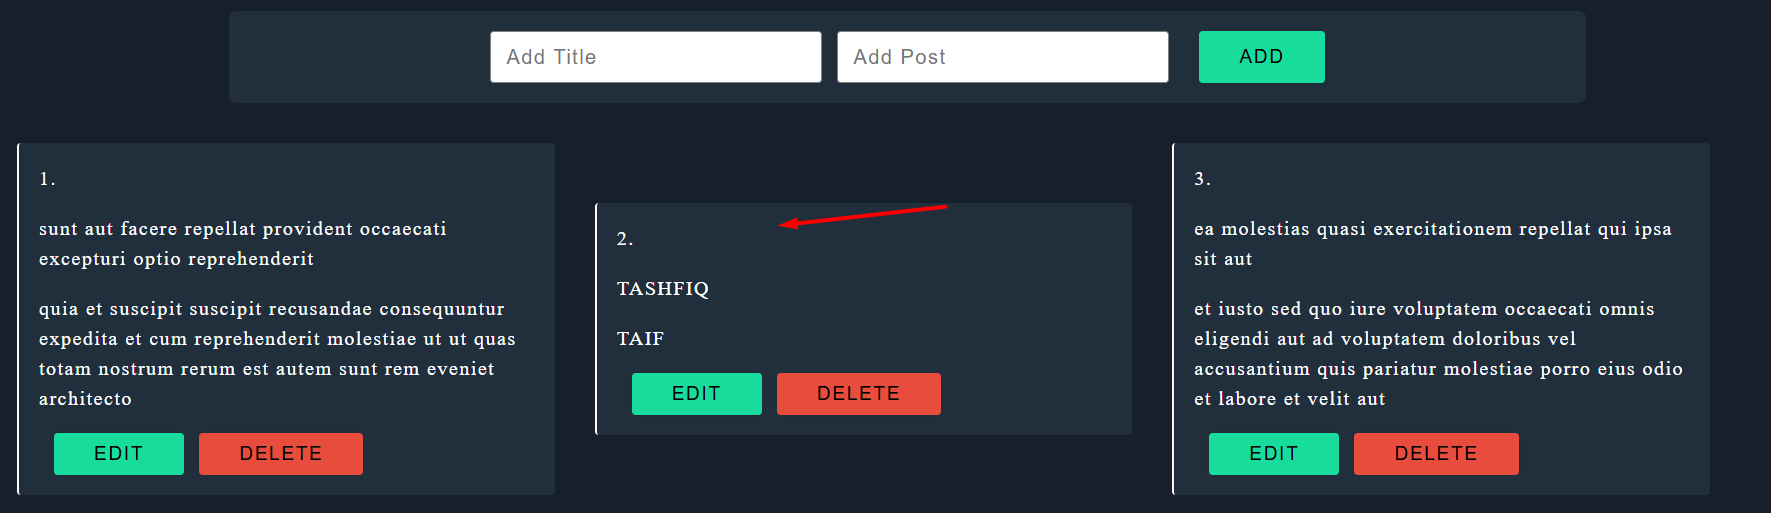 Add Title
Add Post
ADD
1.
sunt aut facere repellat provident occaecati
excepturi optio reprehenderit
quia et suscipit suscipit recusandae consequuntur
expedita et cum reprehenderit molestiae ut ut quas
totam nostrum rerum est autem sunt rem eveniet
architecto
EDIT
DELETE
2.
TASHFIQ
TAIF
EDIT
DELETE
3.
ea molestias quasi exercitationem repellat qui ipsa
sit aut
et iusto sed quo iure voluptatem occaecati omnis
eligendi aut ad voluptatem doloribus vel
accusantium quis pariatur molestiae porro eius odio
et labore et velit aut
EDIT
DELETE